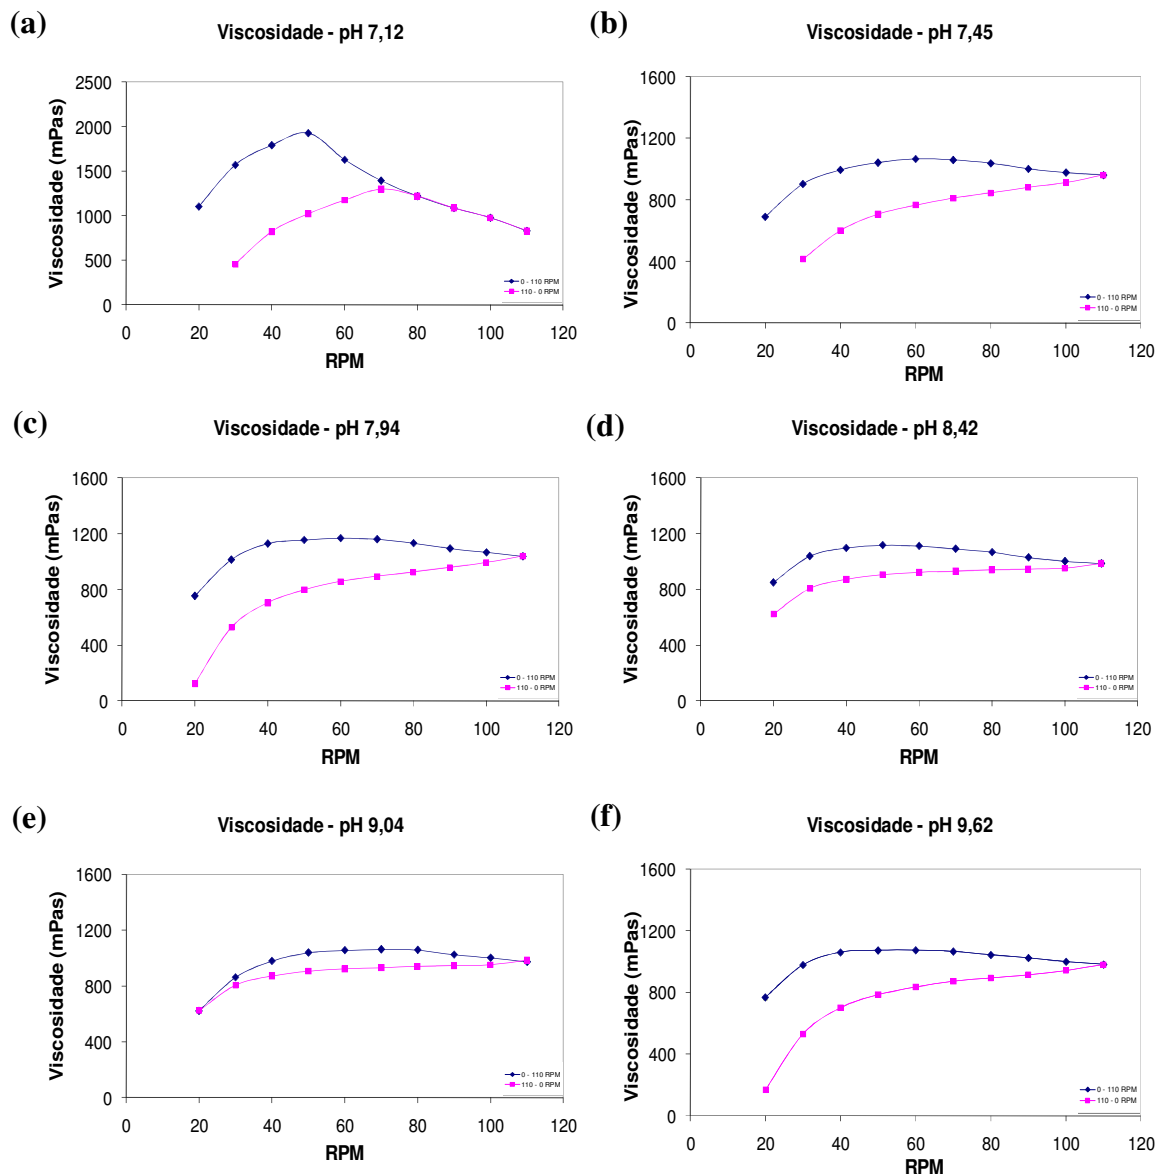 (a)
Viscosidade - pH 7,12
Viscosidade (mPas)
2500
2000
1500
1000
500
0
0 20 40 60 80 100 120
RPM
0 - 110 RPM
110 - 0 RPM
(b)
Viscosidade - pH 7,45
Viscosidade (mPas)
1600
1200
800
400
0
0 20 40 60 80 100 120
RPM
0 - 110 RPM
110 - 0 RPM
(c)
Viscosidade - pH 7,94
Viscosidade (mPas)
1600
1200
800
400
0
0 20 40 60 80 100 120
RPM
0 - 110 RPM
110 - 0 RPM
(d)
Viscosidade - pH 8,42
Viscosidade (mPas)
1600
1200
800
400
0
0 20 40 60 80 100 120
RPM
0 - 110 RPM
110 - 0 RPM
(e)
Viscosidade - pH 9,04
Viscosidade (mPas)
1600
1200
800
400
0
0 20 40 60 80 100 120
RPM
0 - 110 RPM
110 - 0 RPM
(f)
Viscosidade - pH 9,62
Viscosidade (mPas)
1600
1200
800
400
0
0 20 40 60 80 100 120
RPM
0 - 110 RPM
110 - 0 RPM